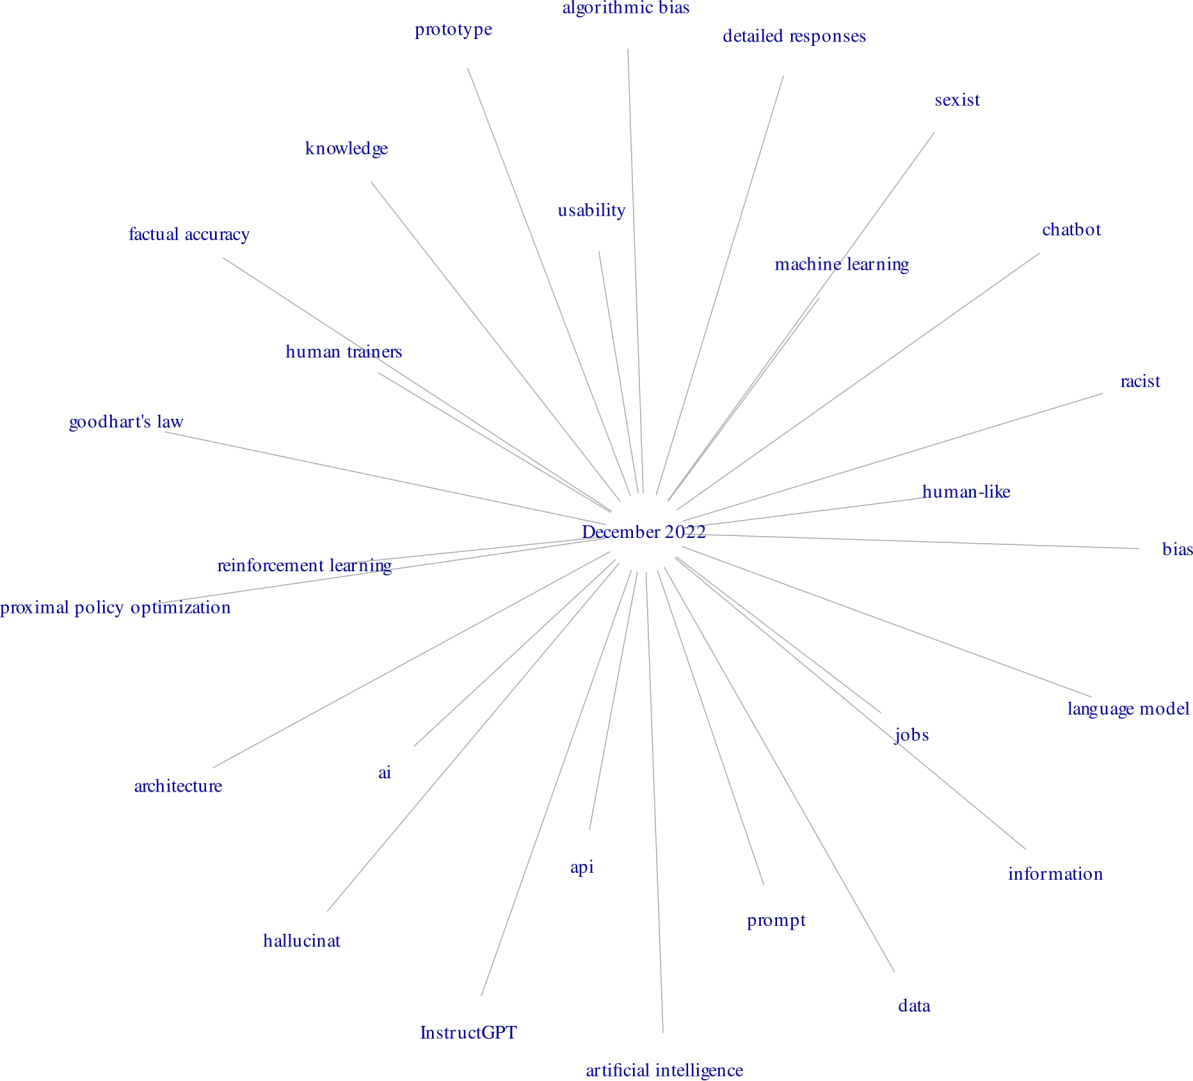 algorithmic bias
prototype
detailed responses
sexist
knowledge
usability
chatbot
factual accuracy
machine learning
human trainers
racist
goodhart's law
human-like
December 2022
bias
reinforcement learning
proximal policy optimization
language model
jobs
ai
architecture
api
information
prompt
hallucinat
data
InstructGPT
artificial intelligence